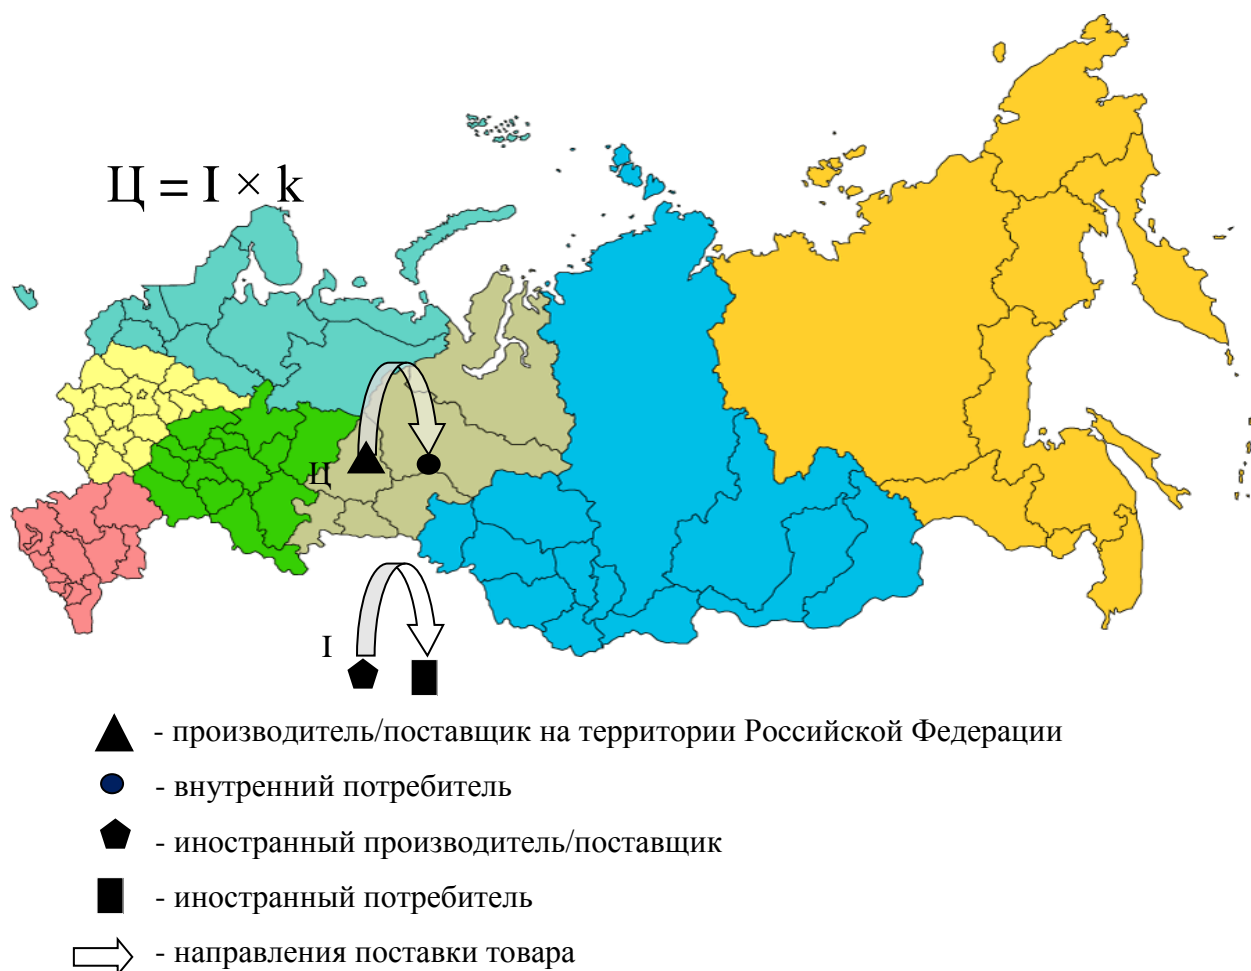 Ц = I × k
Ц
I
- производитель/поставщик на территории Российской Федерации
- внутренний потребитель
- иностранный производитель/поставщик
- иностранный потребитель
- направления поставки товара